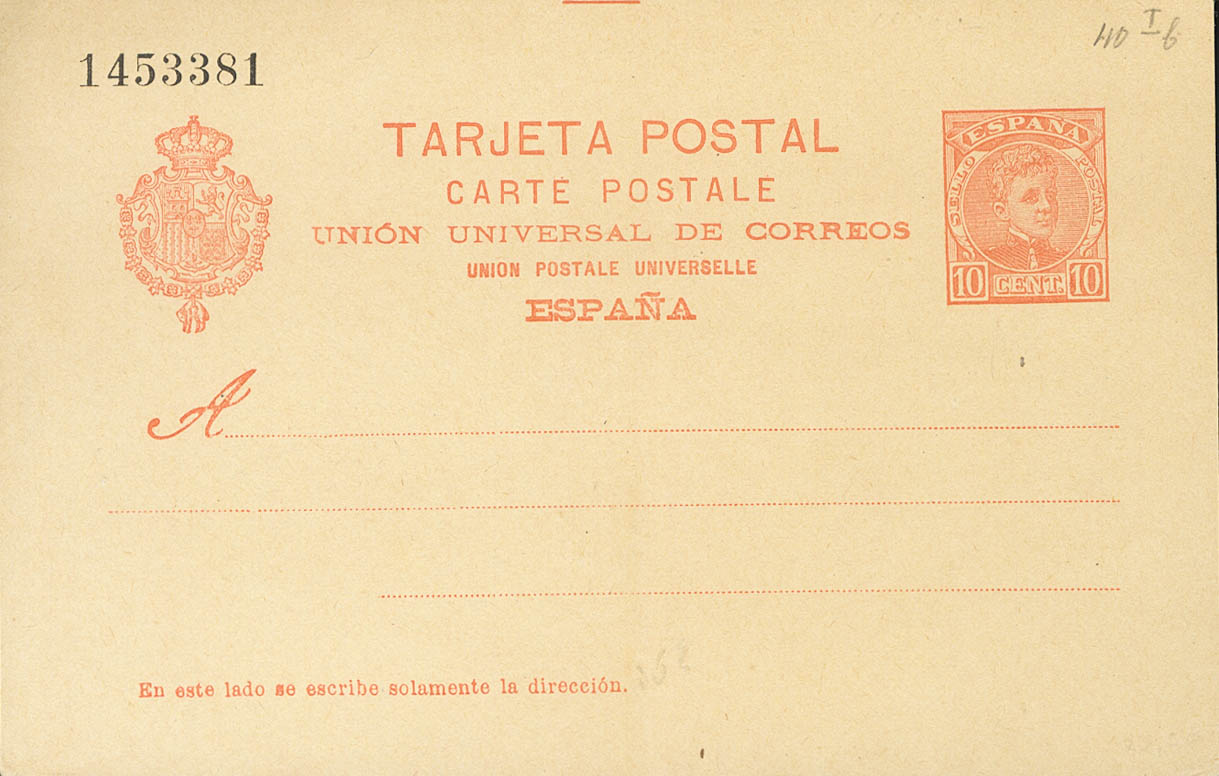 40 I b
1453381
TARJETA POSTAL
CARTE POSTALE
UNIÓN UNIVERSAL DE CORREOS
UNION POSTALE UNIVERSELLE
ESPAÑA
ESPAÑA
SELLO
POSTAL
10 CENT. 10
A
En este lado se escribe solamente la dirección.